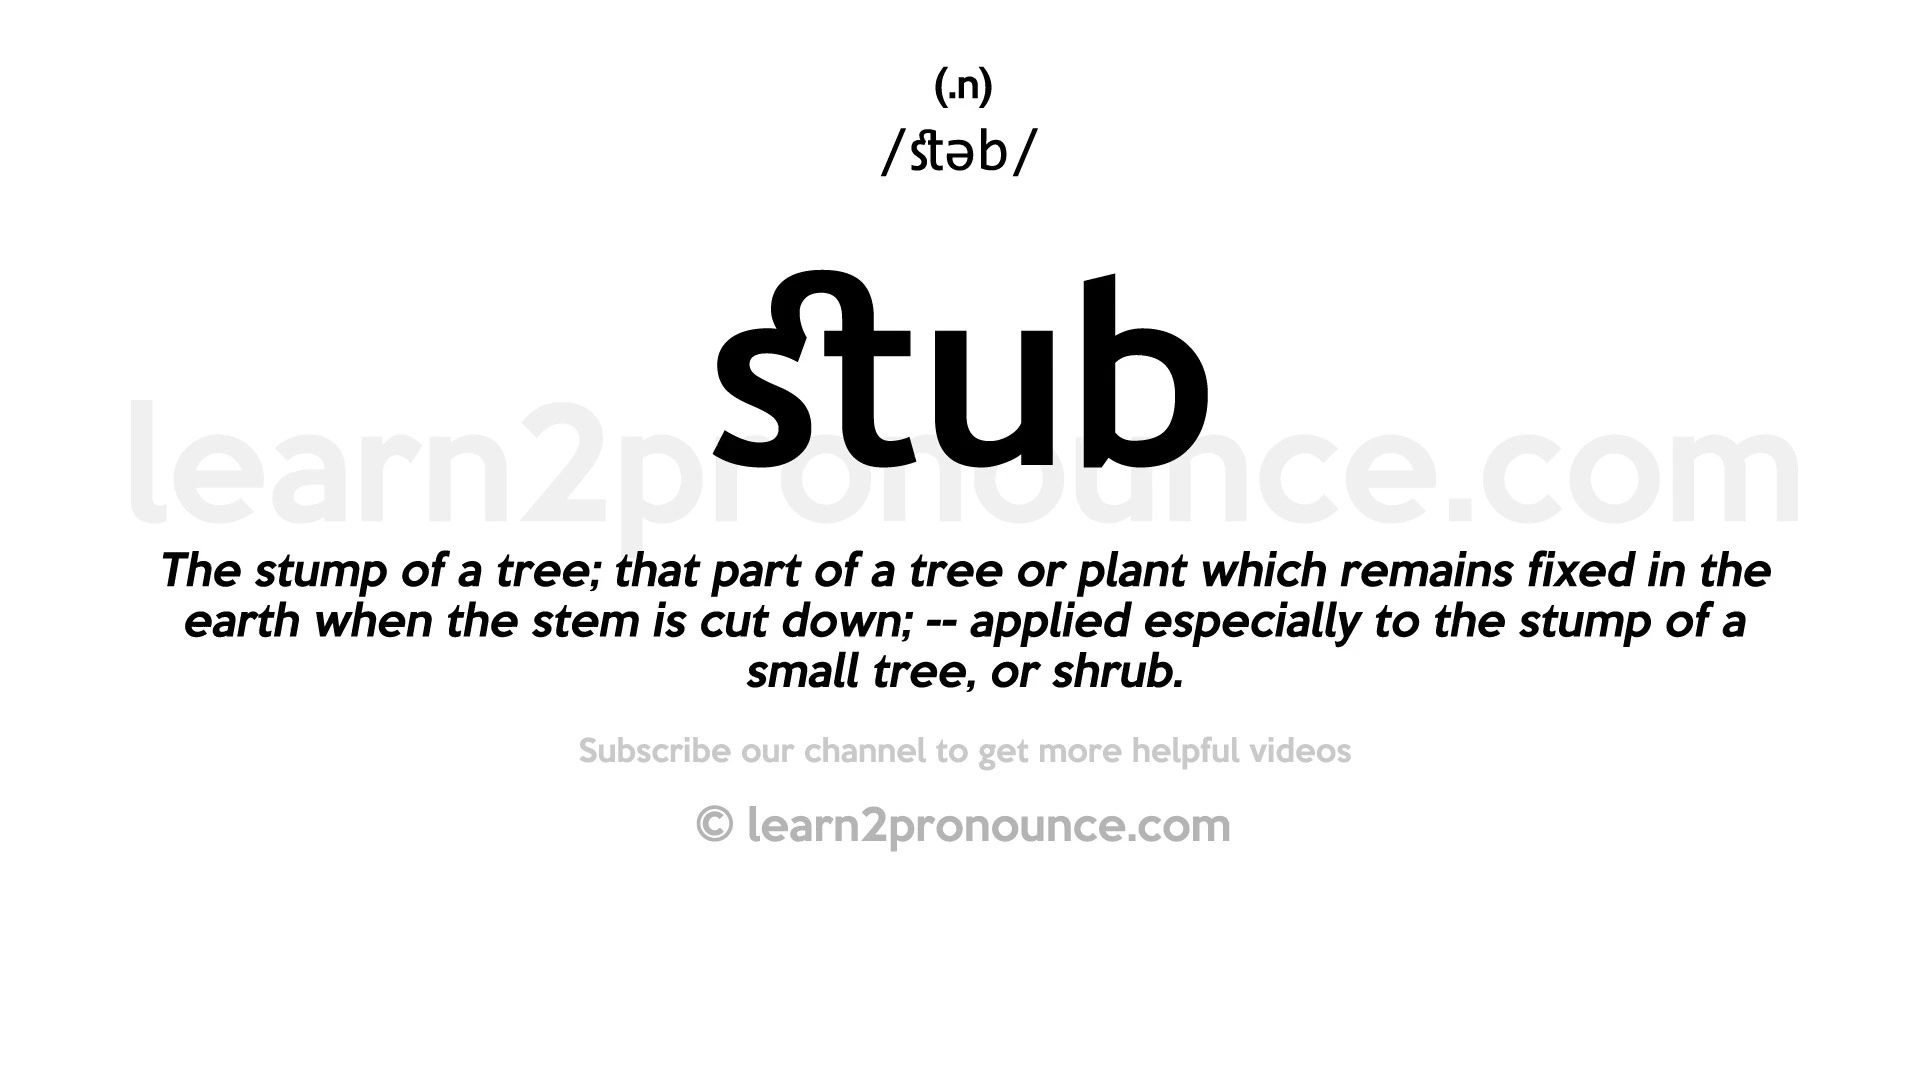 (.n)
/stəb/
stub
learn2pronounce.com
The stump of a tree; that part of a tree or plant which remains fixed in the
earth when the stem is cut down; -- applied especially to the stump of a
small tree, or shrub.
Subscribe our channel to get more helpful videos
© learn2pronounce.com